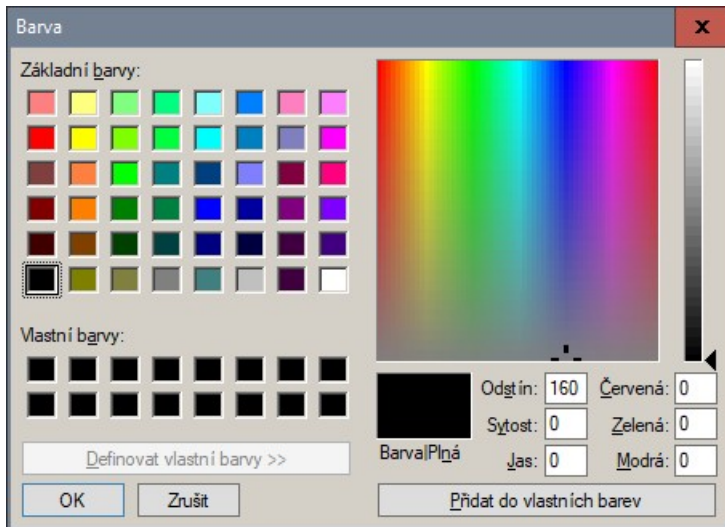 Barva
x
Základní barvy:
Vlastní barvy:
Definovat vlastní barvy >>
OK
Zrušit
Barva|Plná
Odstín: 160
Sytost: 0
Jas: 0
Červená: 0
Zelená: 0
Modrá: 0
Přidat do vlastních barev